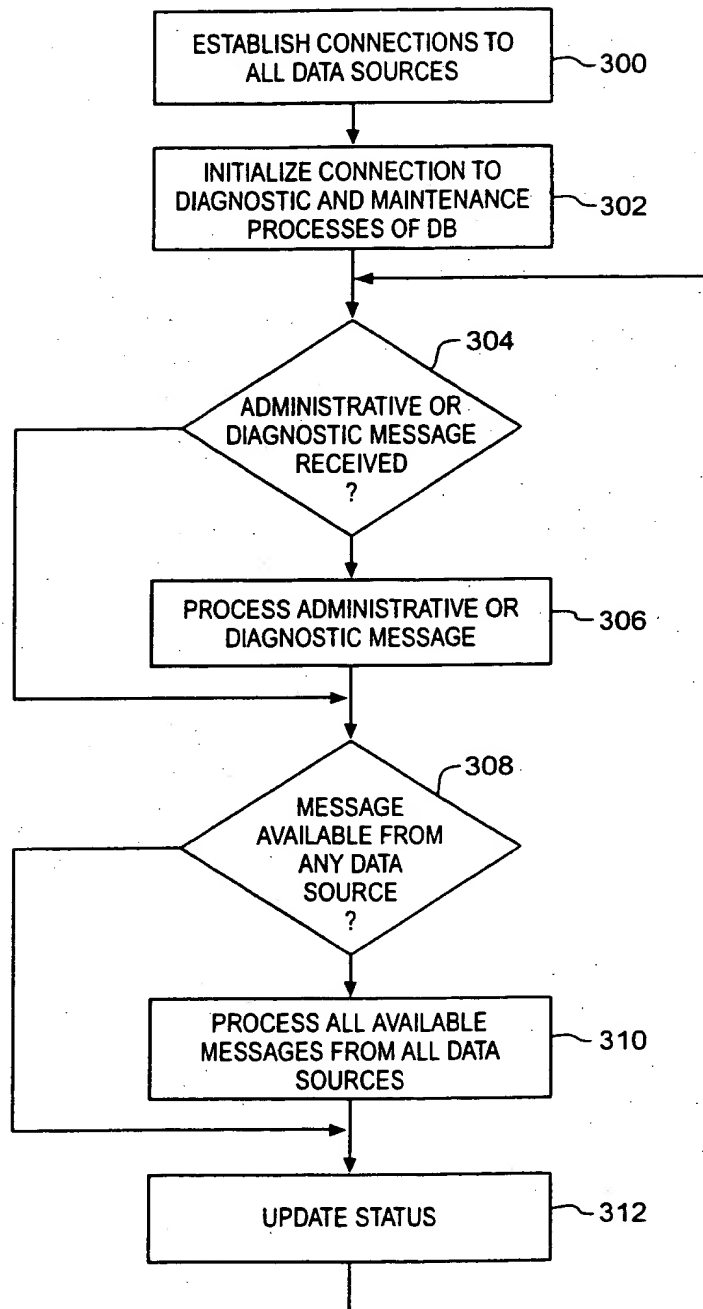 ESTABLISH CONNECTIONS TO
ALL DATA SOURCES
300
INITIALIZE CONNECTION TO
DIAGNOSTIC AND MAINTENANCE
PROCESSES OF DB
302
304
ADMINISTRATIVE OR
DIAGNOSTIC MESSAGE
RECEIVED
?
PROCESS ADMINISTRATIVE OR
DIAGNOSTIC MESSAGE
306
308
MESSAGE
AVAILABLE FROM
ANY DATA
SOURCE
?
PROCESS ALL AVAILABLE
MESSAGES FROM ALL DATA
SOURCES
310
UPDATE STATUS
312